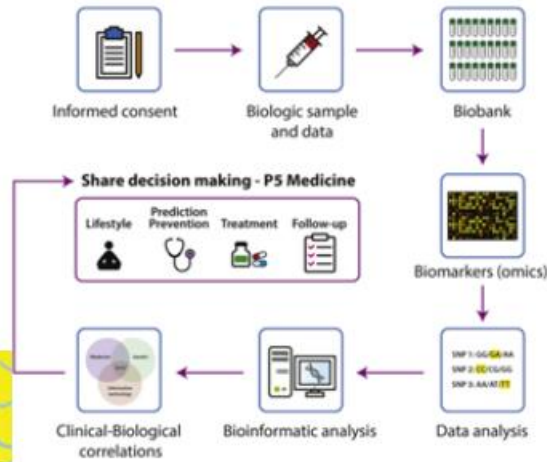 Informed consent
Biologic sample
and data
Biobank
Share decision making - P5 Medicine
Lifestyle
Prediction
Prevention
Treatment
Follow-up
Biomarkers (omics)
SNP 1: GG/GA/AA
SNP 2: CC/CG/GG
SNP 3: AA/AT/TT
Clinical-Biological
correlations
Bioinformatic analysis
Data analysis